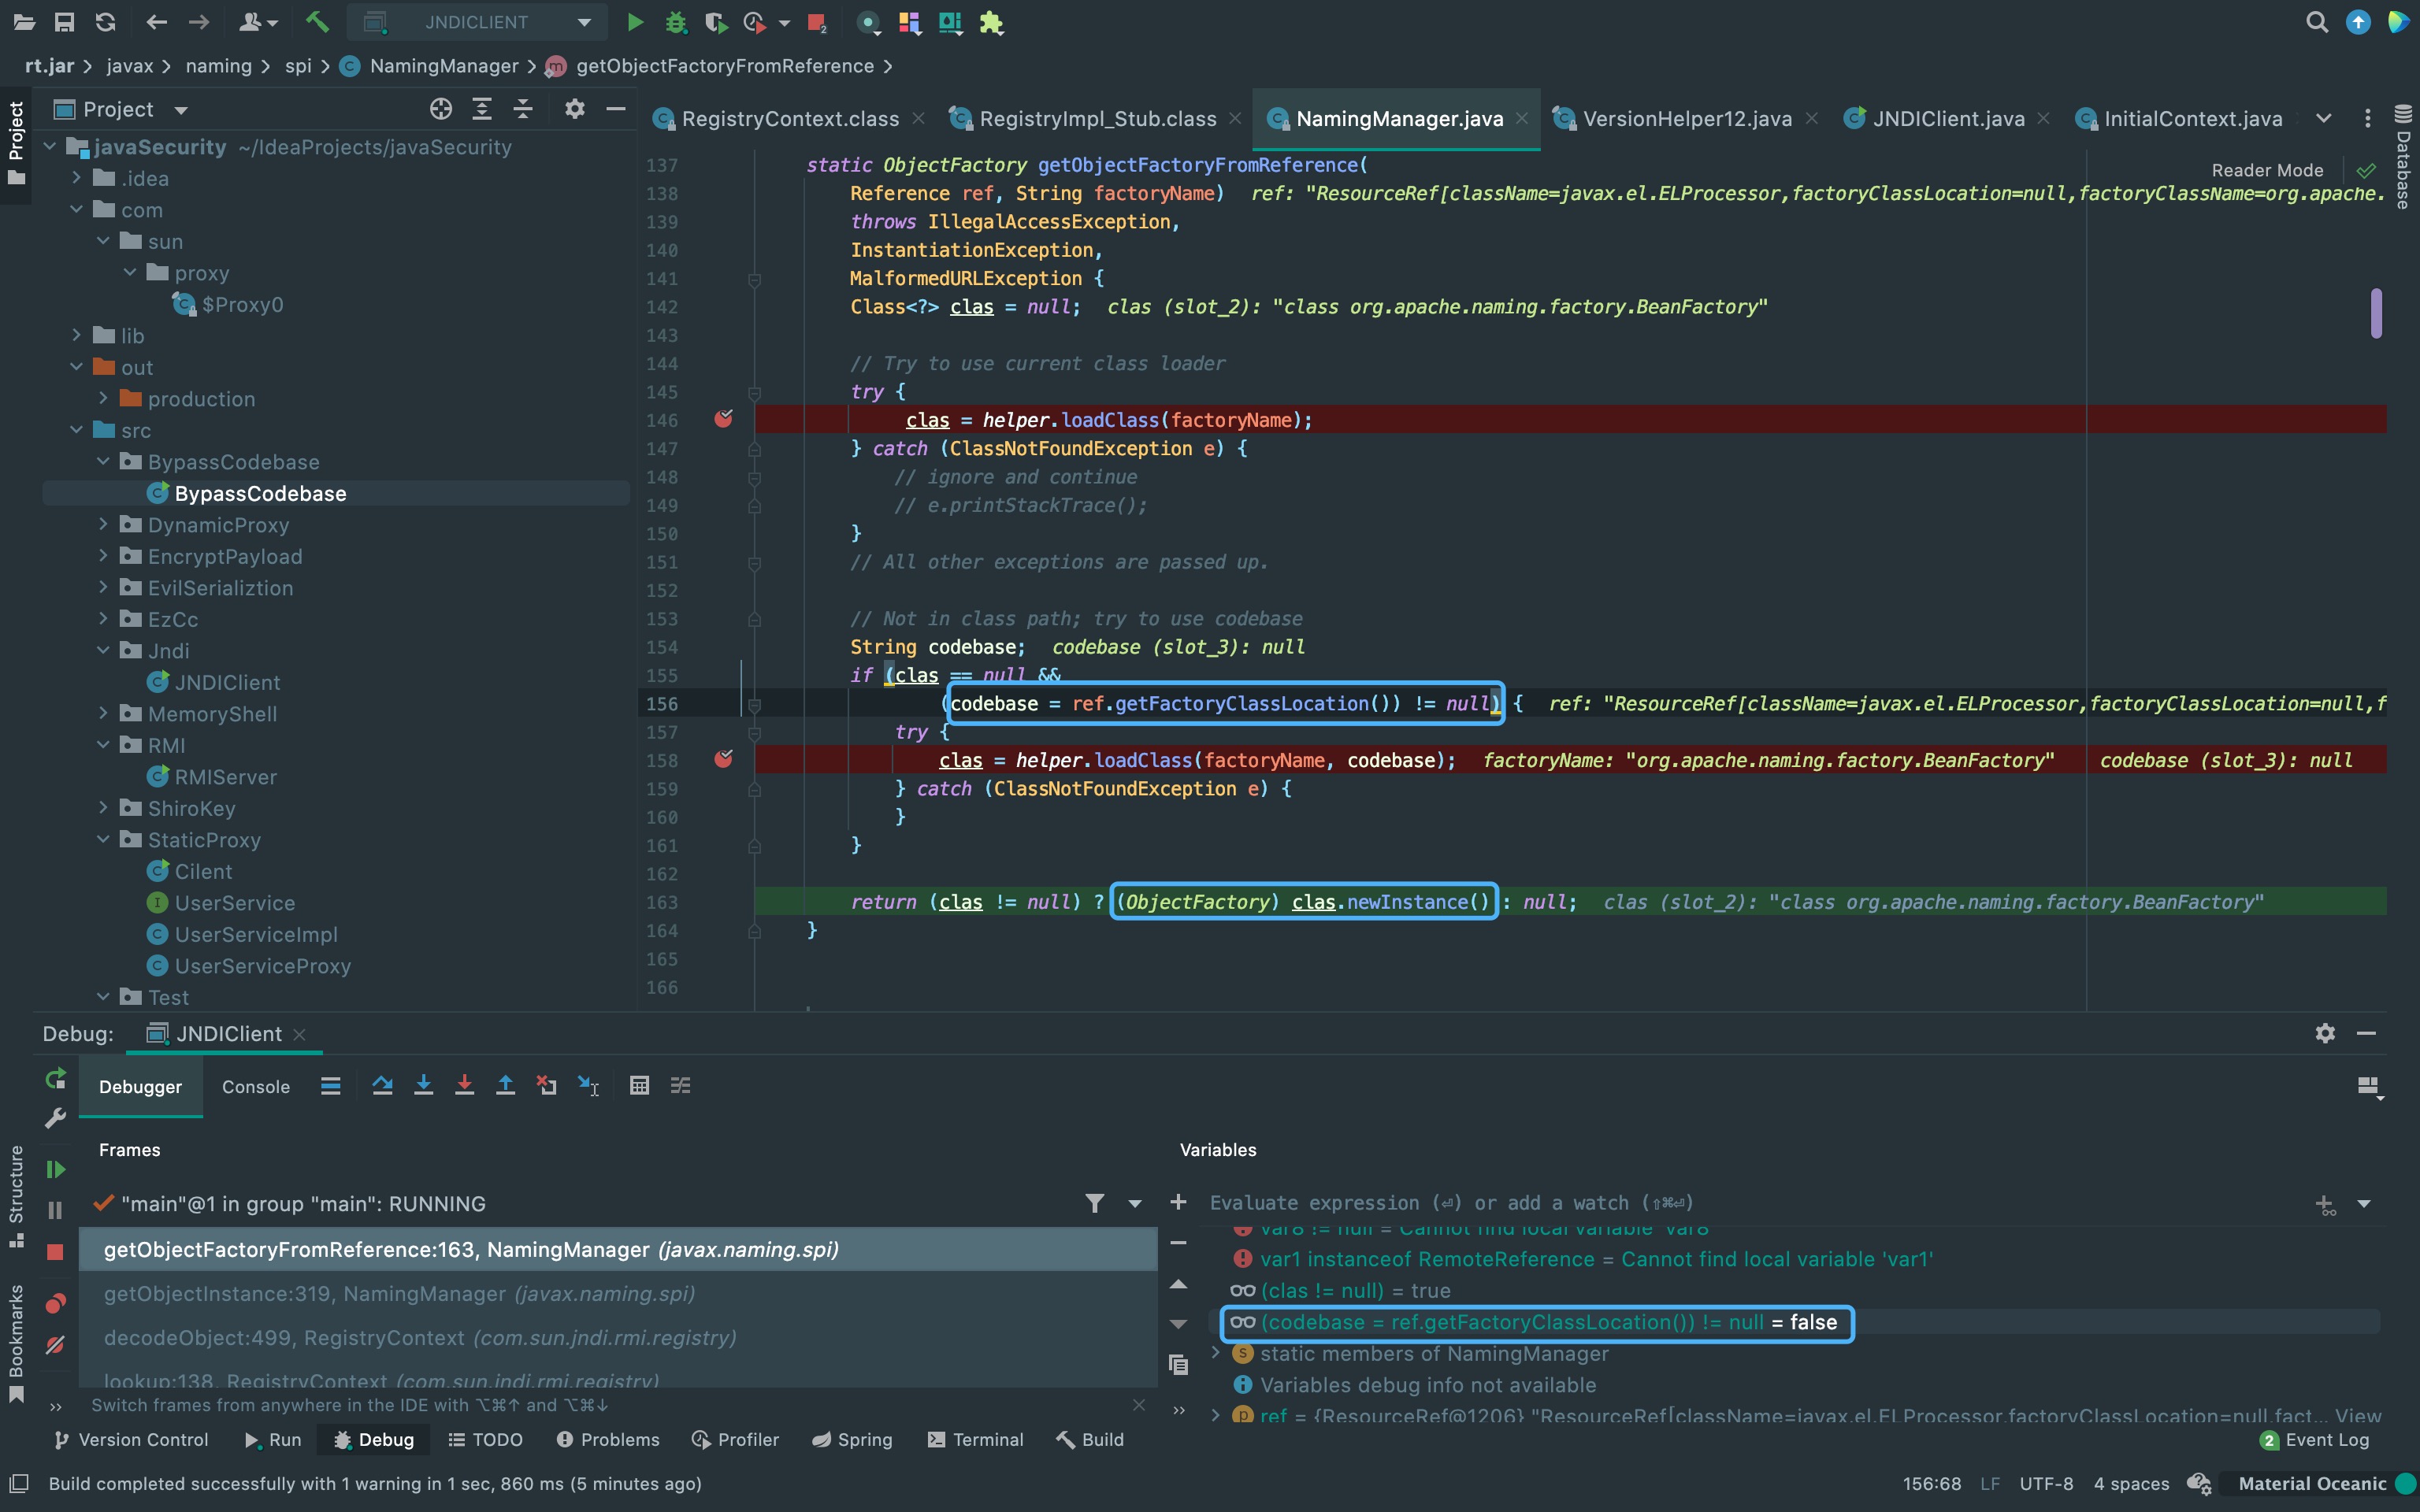 JNDICLIENT
rt.jar > javax > naming > spi > NamingManager > getObjectFactoryFromReference >
Project
RegistryContext.class
RegistryImpl_Stub.class
NamingManager.java
VersionHelper12.java
JNDIClient.java
InitialContext.java
Project
Database
Structure
Bookmarks
javaSecurity ~/IdeaProjects/javaSecurity
.idea
com
sun
proxy
$Proxy0
lib
out
production
src
BypassCodebase
BypassCodebase
DynamicProxy
EncryptPayload
EvilSerializtion
EzCc
Jndi
JNDIClient
MemoryShell
RMI
RMIServer
ShiroKey
StaticProxy
Cilent
UserService
UserServiceImpl
UserServiceProxy
Test
Reader Mode
137 static ObjectFactory getObjectFactoryFromReference(
138 Reference ref, String factoryName) ref: "ResourceRef[className=javax.el.ELProcessor,factoryClassLocation=null,factoryClassName=org.apache.
139 throws IllegalAccessException,
140 InstantiationException,
141 MalformedURLException {
142 Class<?> clas = null; clas (slot_2): "class org.apache.naming.factory.BeanFactory"
143
144 // Try to use current class loader
145 try {
146 clas = helper.loadClass(factoryName);
147 } catch (ClassNotFoundException e) {
148 // ignore and continue
149 // e.printStackTrace();
150 }
151 // All other exceptions are passed up.
152
153 // Not in class path; try to use codebase
154 String codebase; codebase (slot_3): null
155 if (clas == null &&
156 (codebase = ref.getFactoryClassLocation()) != null) { ref: "ResourceRef[className=javax.el.ELProcessor,factoryClassLocation=null,f
157 try {
158 clas = helper.loadClass(factoryName, codebase); factoryName: "org.apache.naming.factory.BeanFactory" codebase (slot_3): null
159 } catch (ClassNotFoundException e) {
160 }
161 }
162
163 return (clas != null) ? (ObjectFactory) clas.newInstance() : null; clas (slot_2): "class org.apache.naming.factory.BeanFactory"
164 }
165
166
Debug: JNDIClient
Debugger Console
Frames
"main"@1 in group "main": RUNNING
getObjectFactoryFromReference:163, NamingManager (javax.naming.spi)
getObjectInstance:319, NamingManager (javax.naming.spi)
decodeObject:499, RegistryContext (com.sun.jndi.rmi.registry)
lookup:138, RegistryContext (com.sun.jndi.rmi.registry)
Switch frames from anywhere in the IDE with ⌥⌘↑ and ⌥⌘↓
Variables
Evaluate expression (⏎) or add a watch (⇧⌘⏎)
var8 != null = Cannot find local variable 'var8'
var1 instanceof RemoteReference = Cannot find local variable 'var1'
(clas != null) = true
(codebase = ref.getFactoryClassLocation()) != null = false
static members of NamingManager
Variables debug info not available
ref = {ResourceRef@1206} "ResourceRef[className=javax.el.ELProcessor,factoryClassLocation=null,fact... View
Version Control Run Debug TODO Problems Profiler Spring Terminal Build
2 Event Log
Build completed successfully with 1 warning in 1 sec, 860 ms (5 minutes ago)
156:68 LF UTF-8 4 spaces Material Oceanic